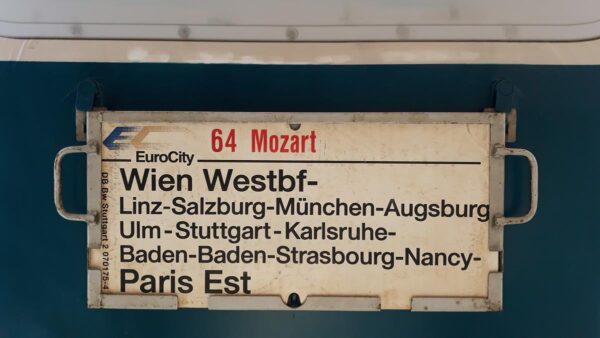 64 Mozart
EC
EuroCity
Wien Westbf-
Linz-Salzburg-München-Augsburg
Ulm-Stuttgart-Karlsruhe-
Baden-Baden-Strasbourg-Nancy-
Paris Est
DB Bw Stuttgart 2 070175-4